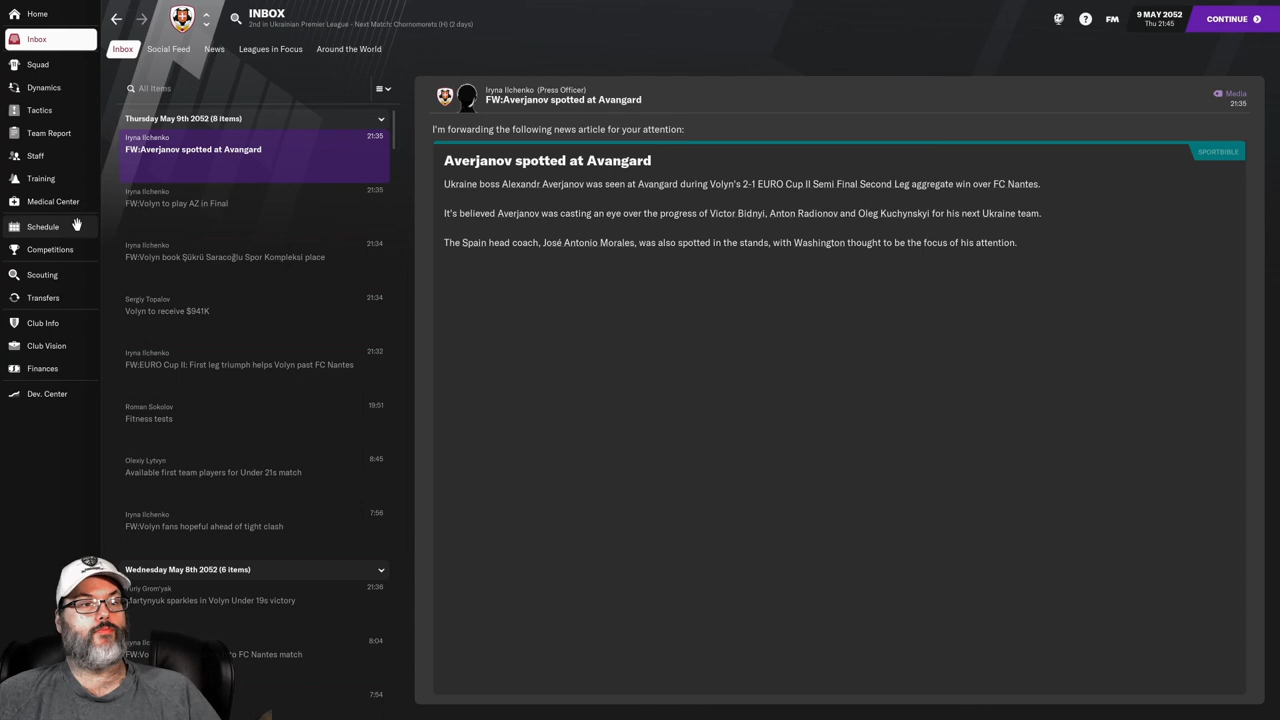 Home
Inbox
Squad
Dynamics
Tactics
Team Report
Staff
Training
Medical Center
Schedule
Competitions
Scouting
Transfers
Club Info
Club Vision
Finances
Dev. Center
INBOX
2nd in Ukrainian Premier League - Next Match: Chornomorets (H) (2 days)
FM
9 MAY 2052
Thu 21:45
CONTINUE
Inbox
Social Feed
News
Leagues in Focus
Around the World
All Items
Thursday May 9th 2052 (8 items)
Iryna Ilchenko 21:35
FW:Averjanov spotted at Avangard
Iryna Ilchenko 21:35
FW:Volyn to play AZ in Final
Iryna Ilchenko 21:34
FW:Volyn book Şükrü Saracoğlu Spor Kompleksi place
Sergiy Topalov 21:34
Volyn to receive $941K
Iryna Ilchenko 21:32
FW:EURO Cup II: First leg triumph helps Volyn past FC Nantes
Roman Sokolov 19:51
Fitness tests
Olexiy Lytvyn 8:45
Available first team players for Under 21s match
Iryna Ilchenko 7:56
FW:Volyn fans hopeful ahead of tight clash
Wednesday May 8th 2052 (6 items)
Yuriy Grom'yak 21:36
Martynyuk sparkles in Volyn Under 19s victory
8:04
FC Nantes match
7:54
Iryna Ilchenko (Press Officer)
FW:Averjanov spotted at Avangard
Media
21:35
I'm forwarding the following news article for your attention:
Averjanov spotted at Avangard
SPORTBIBLE
Ukraine boss Alexandr Averjanov was seen at Avangard during Volyn's 2-1 EURO Cup II Semi Final Second Leg aggregate win over FC Nantes.
It's believed Averjanov was casting an eye over the progress of Victor Bidnyi, Anton Radionov and Oleg Kuchynskyi for his next Ukraine team.
The Spain head coach, José Antonio Morales, was also spotted in the stands, with Washington thought to be the focus of his attention.